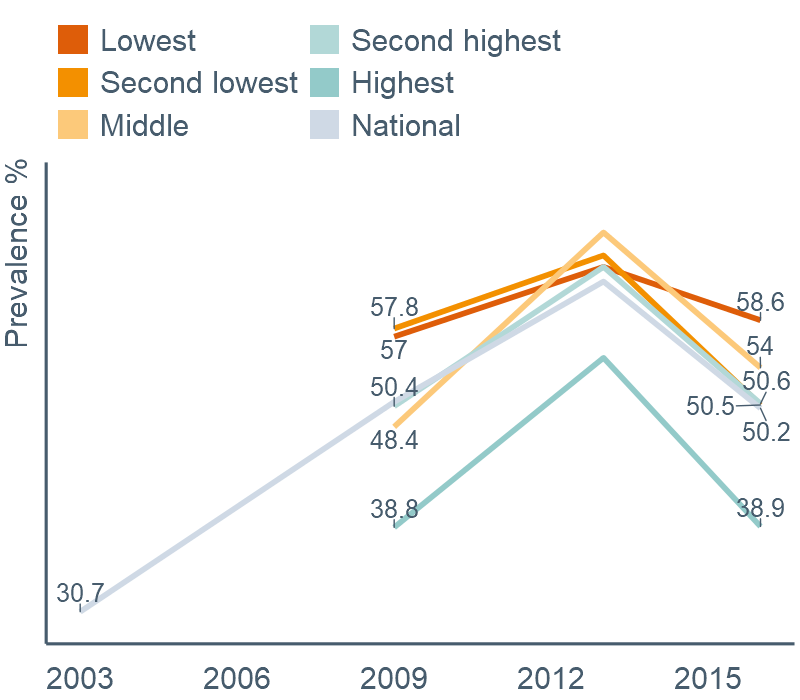 Lowest
Second lowest
Middle
Second highest
Highest
National
Prevalence %
57.8
57
50.4
48.4
38.8
30.7
58.6
54
50.6
50.5
50.2
38.9
2003 2006 2009 2012 2015